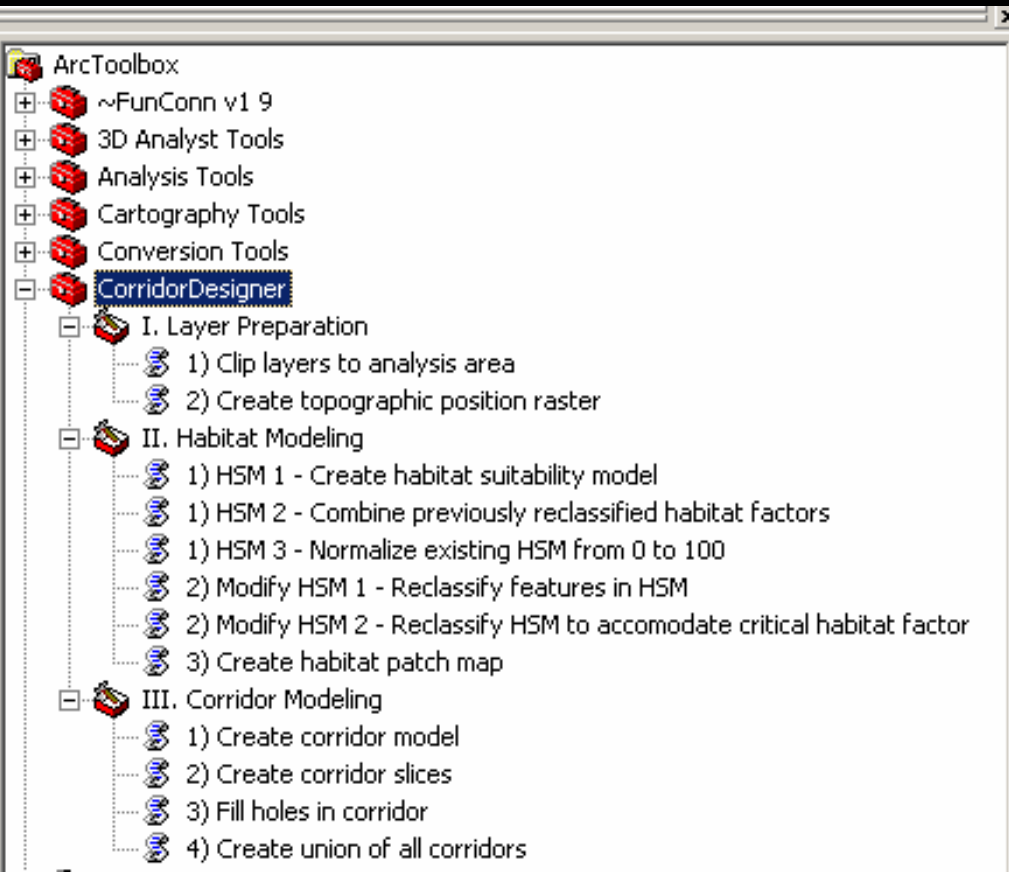 ArcToolbox
~FunConn v1 9
3D Analyst Tools
Analysis Tools
Cartography Tools
Conversion Tools
CorridorDesigner
I. Layer Preparation
1) Clip layers to analysis area
2) Create topographic position raster
II. Habitat Modeling
1) HSM 1 - Create habitat suitability model
1) HSM 2 - Combine previously reclassified habitat factors
1) HSM 3 - Normalize existing HSM from 0 to 100
2) Modify HSM 1 - Reclassify features in HSM
2) Modify HSM 2 - Reclassify HSM to accomodate critical habitat factor
3) Create habitat patch map
III. Corridor Modeling
1) Create corridor model
2) Create corridor slices
3) Fill holes in corridor
4) Create union of all corridors